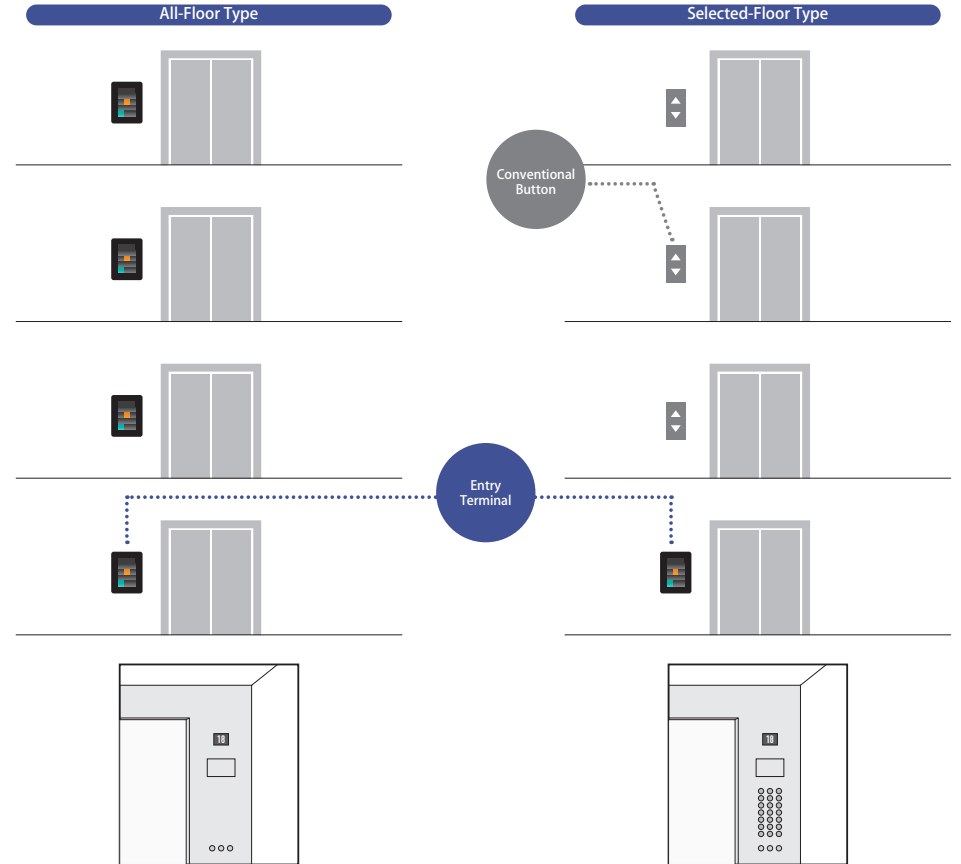 All-Floor Type
Selected-Floor Type
Conventional
Button
Entry
Terminal
18
18